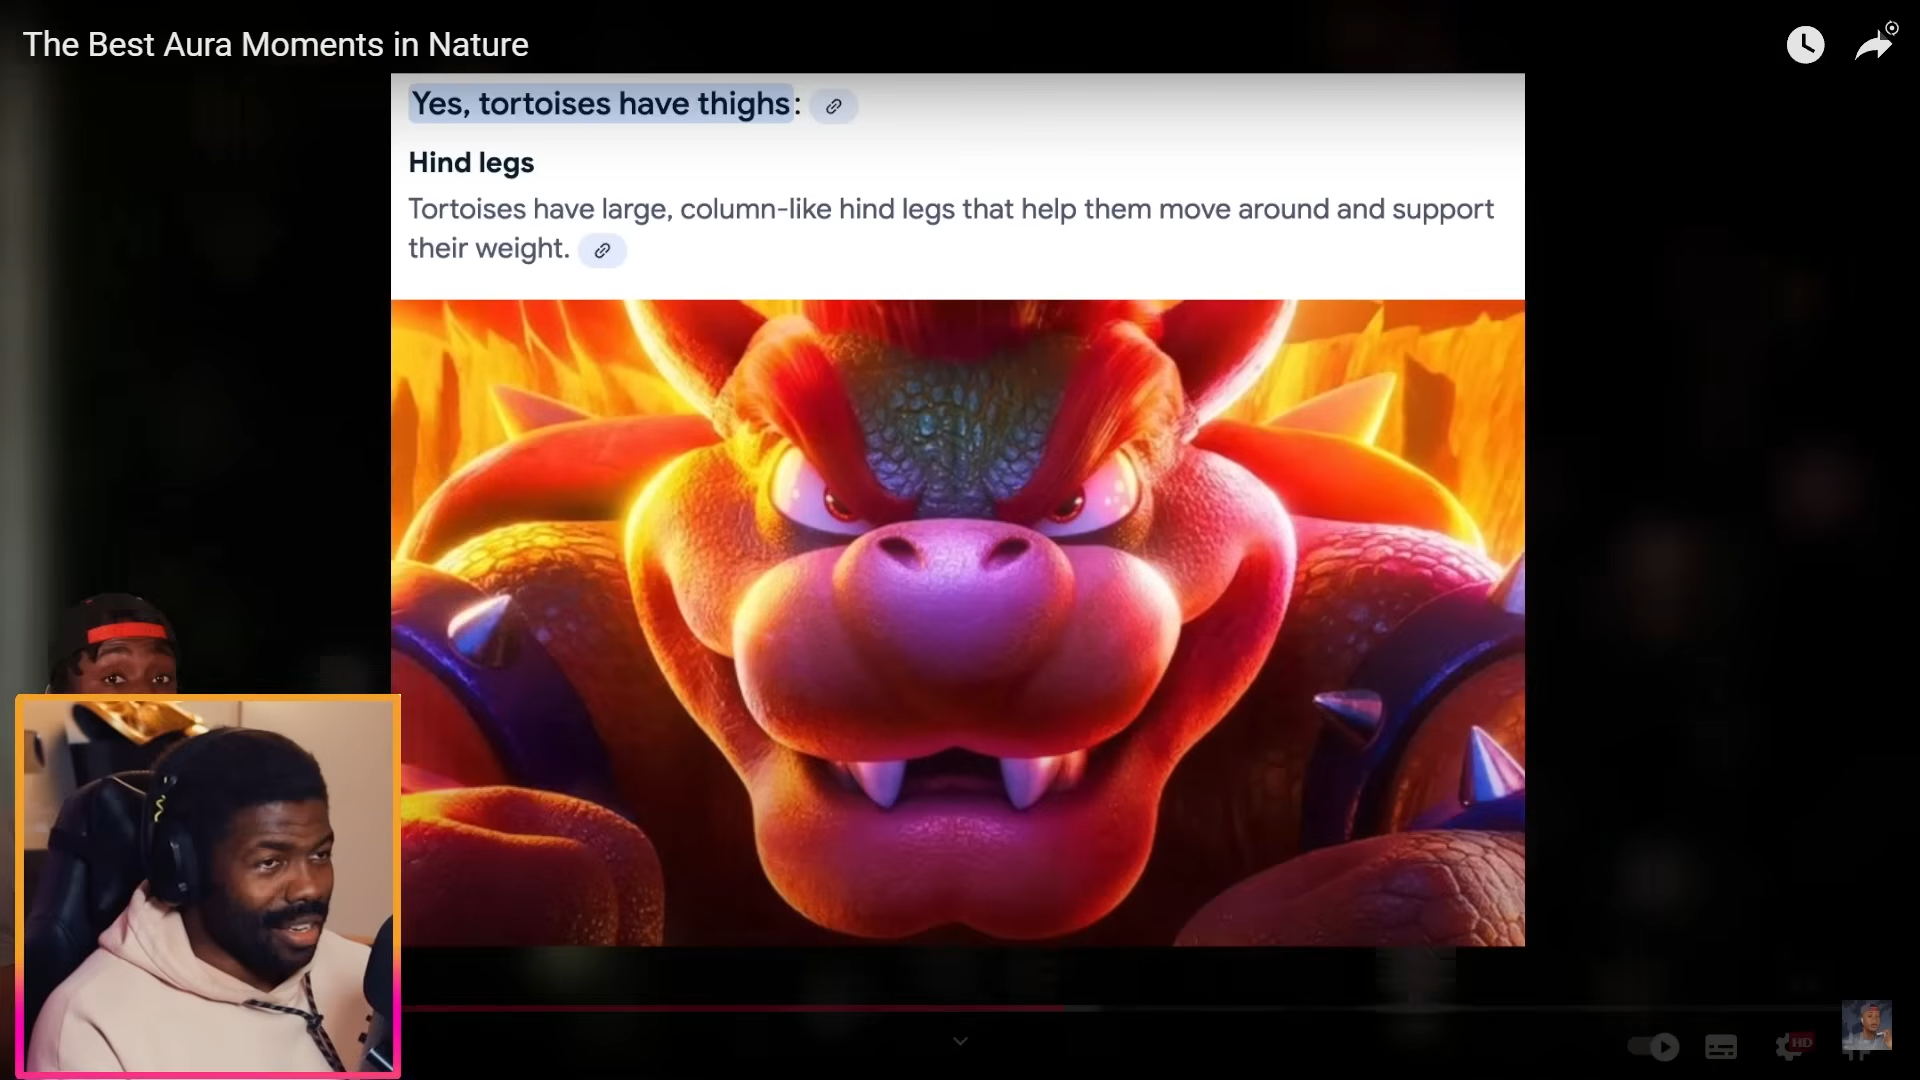 The Best Aura Moments in Nature
Yes, tortoises have thighs:
Hind legs
Tortoises have large, column-like hind legs that help them move around and support
their weight.
HD